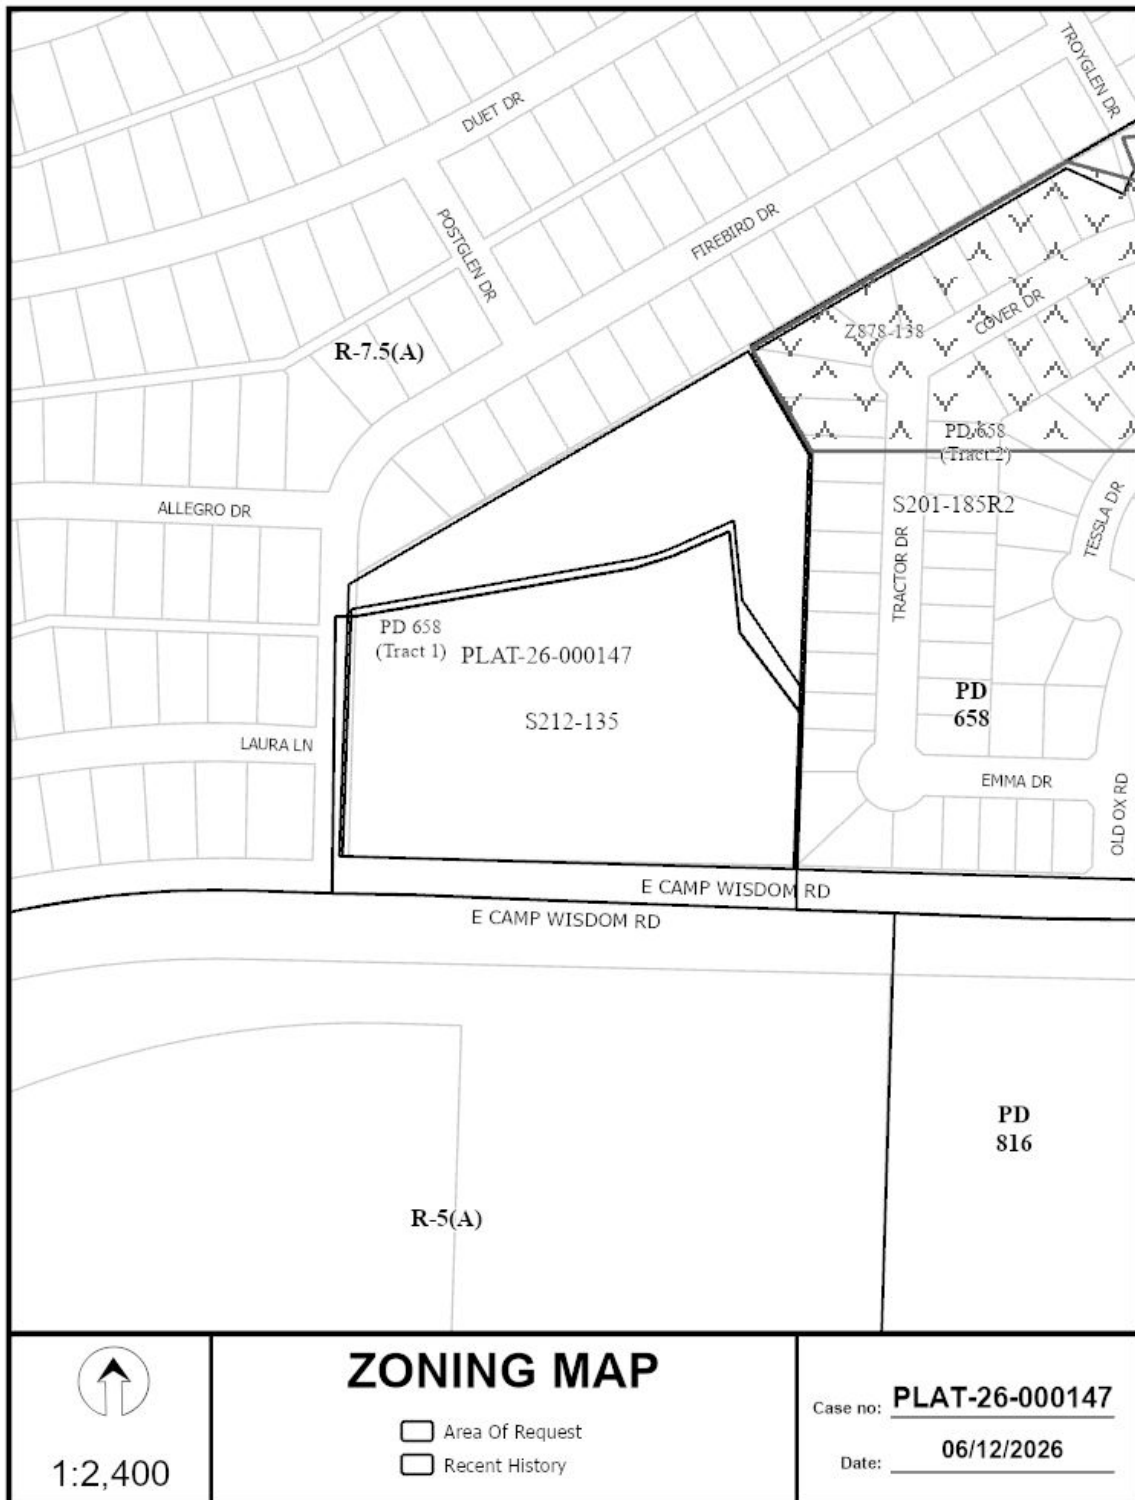 TROYGLEN DR
DUET DR
POSTGLEN DR
FIREBIRD DR
COVER DR
Z878-138
R-7.5(A)
PD 658
(Tract 2)
S201-185R2
ALLEGRO DR
TESSLA DR
TRACTOR DR
PD 658
(Tract 1)
PLAT-26-000147
PD
658
S212-135
LAURA LN
EMMA DR
OLD OX RD
E CAMP WISDOM RD
E CAMP WISDOM RD
PD
816
R-5(A)
1:2,400
ZONING MAP
Area Of Request
Recent History
Case no: PLAT-26-000147
Date: 06/12/2026